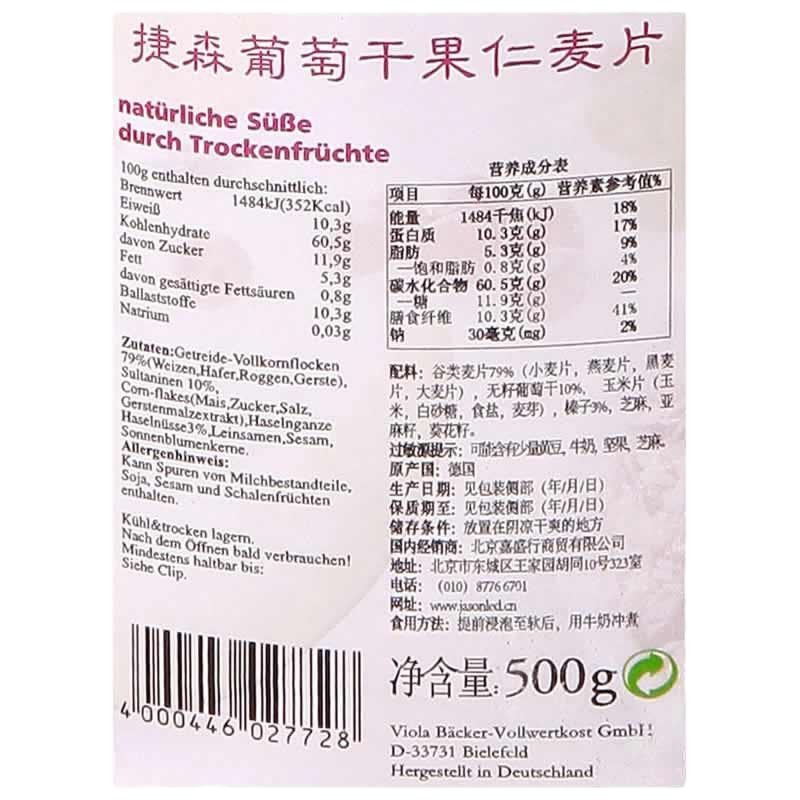 捷森葡萄干果仁麦片
natürliche Süße
durch Trockenfrüchte
100g enthalten durchschnittlich:
Brennwert 1484kJ(352Kcal)
Eiweiß 10,3g
Kohlenhydrate 60,5g
davon Zucker 11,9g
Fett 5,3g
davon gesättigte Fettsäuren 0,8g
Ballaststoffe 10,3g
Natrium 0,03g
Zutaten:Getreide-Vollkornflocken
79%(Weizen,Hafer,Roggen,Gerste),
Sultaninen 10%,
Corn-flakes(Mais,Zucker,Salz,
Gerstenmalzextrakt),Haselnganze
Haselnüsse3%,Leinsamen,Sesam,
Sonnenblumenkerne.
Allergenhinweis:
Kann Spuren von Milchbestandteile,
Soja, Sesam und Schalenfrüchten
enthalten.
Kühl&trocken lagern.
Nach dem Öffnen bald verbrauchen!
Mindestens haltbar bis:
Siehe Clip.
4 000446 027728
营养成分表
项目 每100克(g) 营养素参考值%
能量 1484千焦(kJ) 18%
蛋白质 10.3克(g) 17%
脂肪 5.3克(g) 9%
—饱和脂肪 0.8克(g) 4%
碳水化合物 60.5克(g) 20%
—糖 11.9克(g) —
膳食纤维 10.3克(g) 41%
钠 30毫克(mg) 2%
配料：谷类麦片79%（小麦片，燕麦片，黑麦
片，大麦片），无籽葡萄干10%， 玉米片（玉
米，白砂糖，食盐，麦芽），榛子3%，芝麻，亚
麻籽，葵花籽。
过敏源提示：可能含有少量黄豆,牛奶,坚果,芝麻.
原产国：德国
生产日期：见包装侧部（年/月/日）
保质期至：见包装侧部（年/月/日）
储存条件：放置在阴凉干爽的地方
国内经销商：北京嘉盛行商贸有限公司
地址：北京市东城区王家园胡同10号323室
电话：（010）8776 6701
网址：www.jasonltd.cn
食用方法：提前浸泡至软后，用牛奶冲煮
净含量:500g
Viola Bäcker-Vollwertkost GmbH
D-33731 Bielefeld
Hergestellt in Deutschland